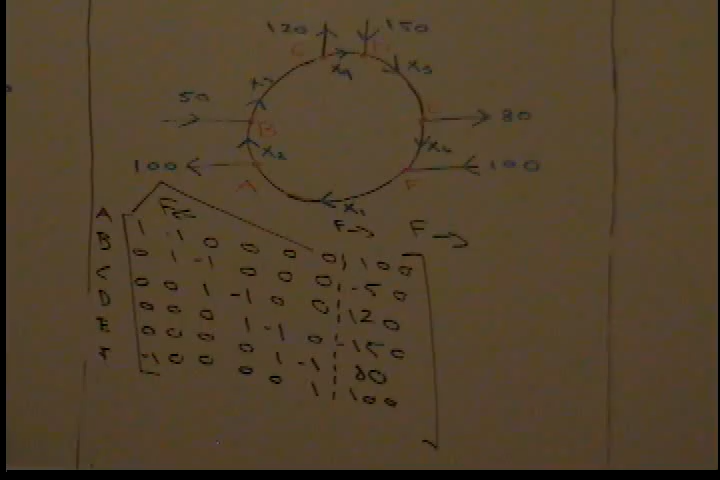 120 150
C D
x3 x4 x5
50 B E 80
100 x2 x6 100
A F
x1
F F
A 1 -1 0 0 0 0 100
B 0 1 -1 0 0 0 -50
C 0 0 1 -1 0 0 120
D 0 0 0 1 -1 0 -150
E 0 0 0 0 1 -1 80
F -1 0 0 0 0 1 100